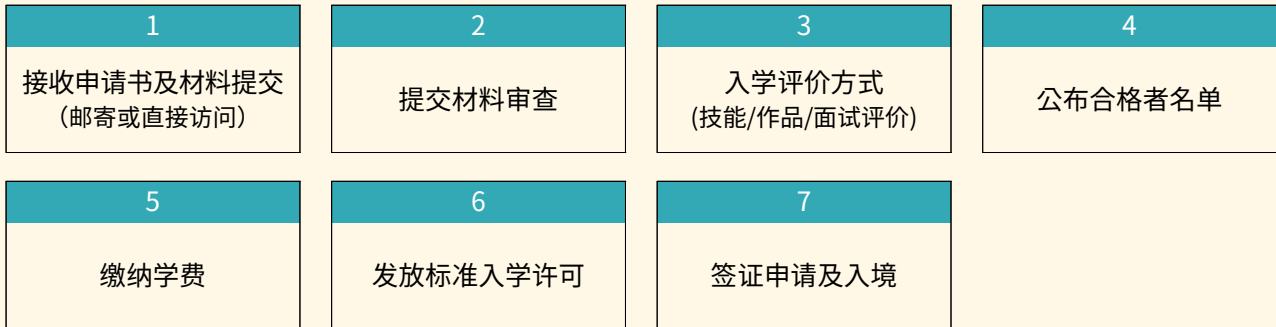 1
接收申请书及材料提交
（邮寄或直接访问）
2
提交材料审查
3
入学评价方式
(技能/作品/面试评价)
4
公布合格者名单
5
缴纳学费
6
发放标准入学许可
7
签证申请及入境